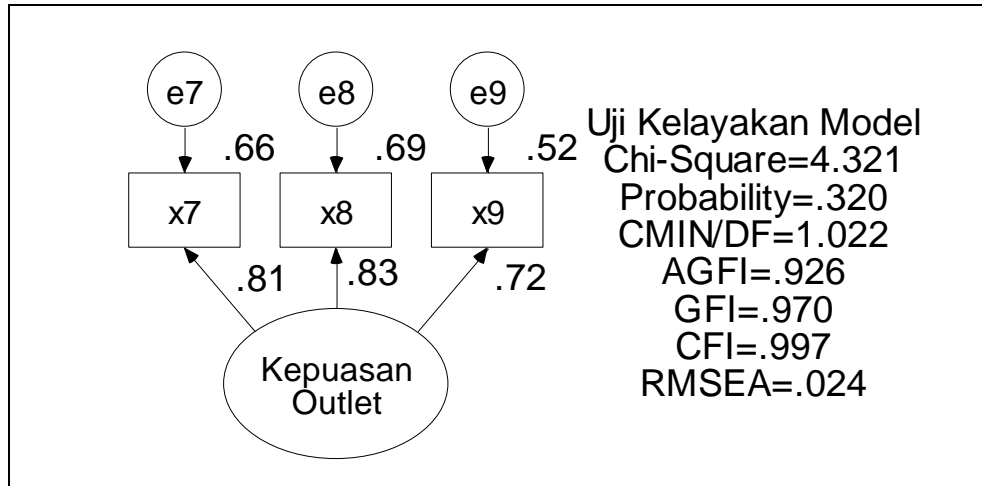 e7
e8
e9
.66
.69
.52
x7
x8
x9
.81
.83
.72
Kepuasan
Outlet
Uji Kelayakan Model
Chi-Square=4.321
Probability=.320
CMIN/DF=1.022
AGFI=.926
GFI=.970
CFI=.997
RMSEA=.024